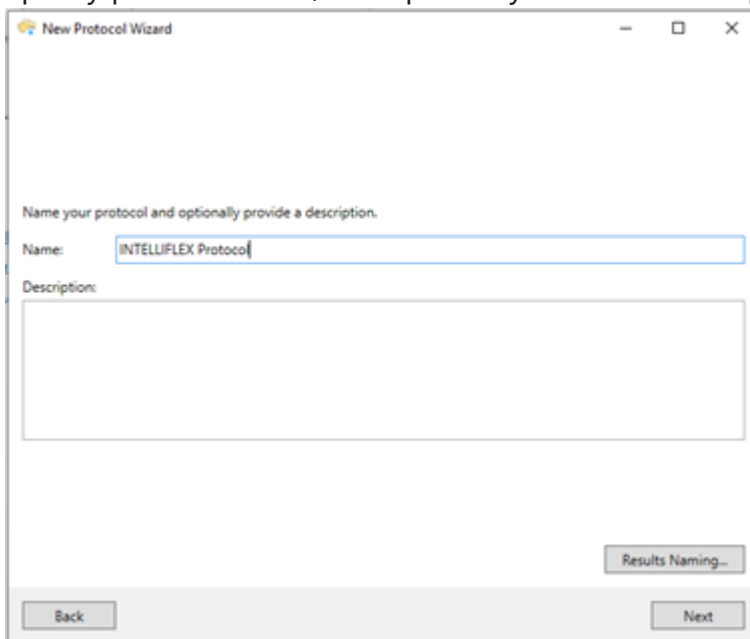 New Protocol Wizard
Name your protocol and optionally provide a description.
Name: INTELLIFLEX Protocol
Description:
Results Naming...
Back Next